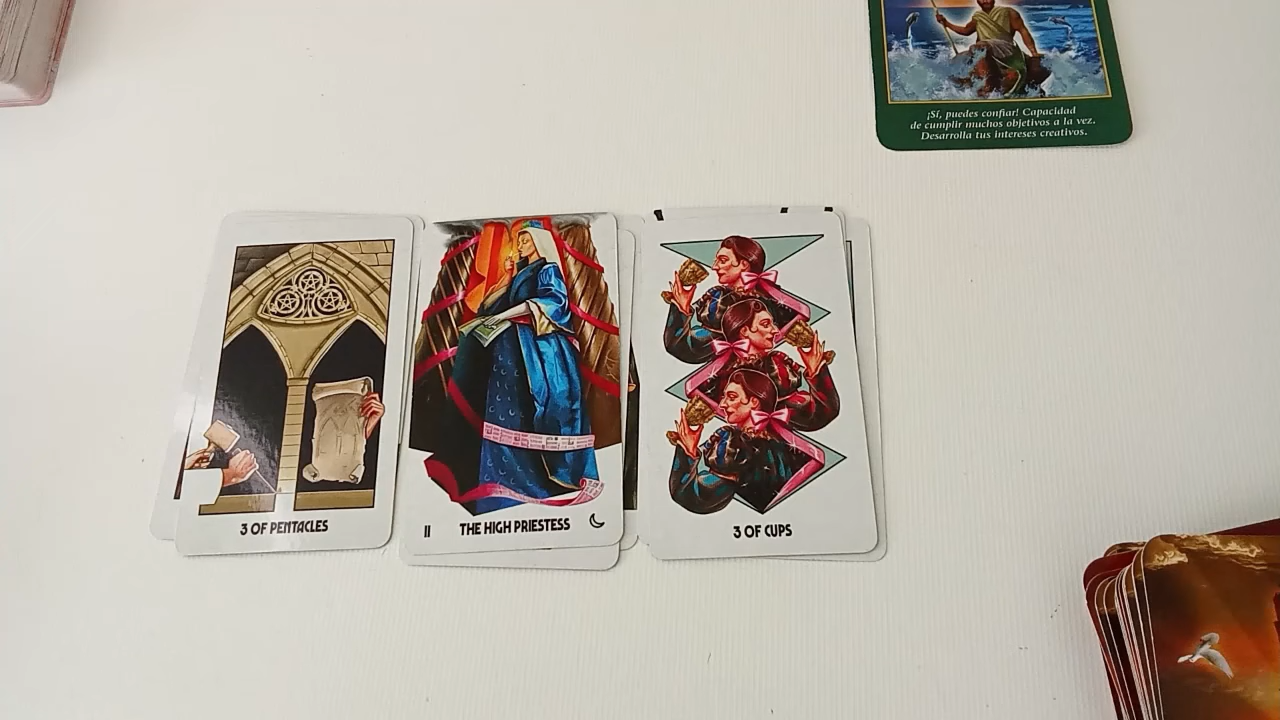 ¡Sí, puedes confiar! Capacidad
de cumplir muchos objetivos a la vez.
Desarrolla tus intereses creativos.
3 OF PENTACLES
II THE HIGH PRIESTESS
3 OF CUPS